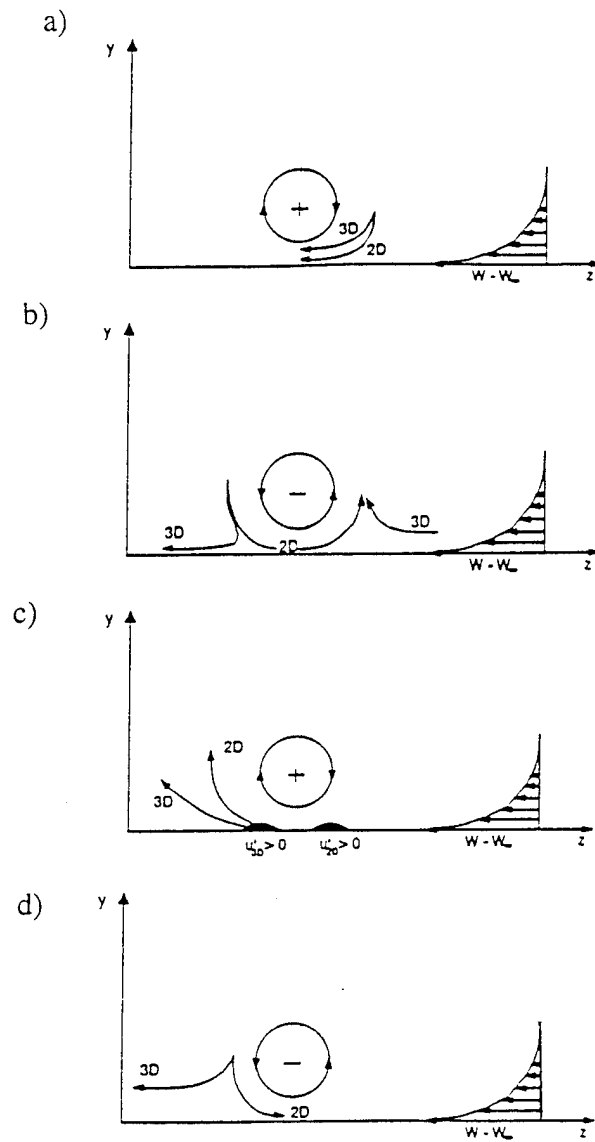 a)
y
+
3D
2D
W - W∞
z
b)
y
−
3D
2D
3D
W - W∞
z
c)
y
2D
+
3D
u'3D > 0
u'2D > 0
W - W∞
z
d)
y
−
3D
2D
W - W∞
z